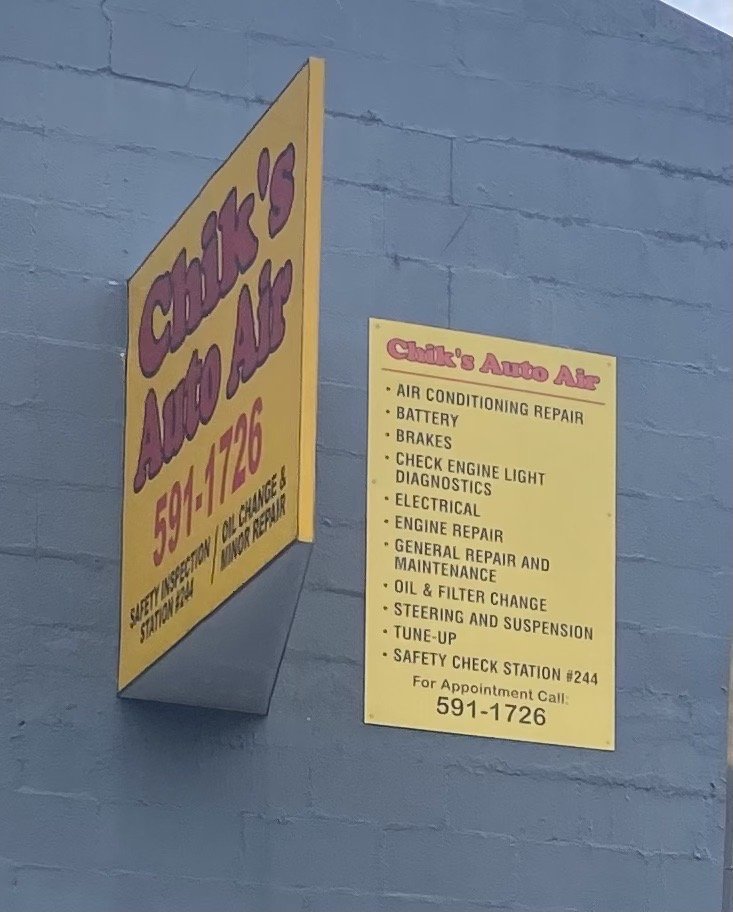 Chik's
Auto Air
591-1726
SAFETY INSPECTION / OIL CHANGE &
STATION #244 / MINOR REPAIR
Chik's Auto Air
• AIR CONDITIONING REPAIR
• BATTERY
• BRAKES
• CHECK ENGINE LIGHT
DIAGNOSTICS
• ELECTRICAL
• ENGINE REPAIR
• GENERAL REPAIR AND
MAINTENANCE
• OIL & FILTER CHANGE
• STEERING AND SUSPENSION
• TUNE-UP
• SAFETY CHECK STATION #244
For Appointment Call:
591-1726